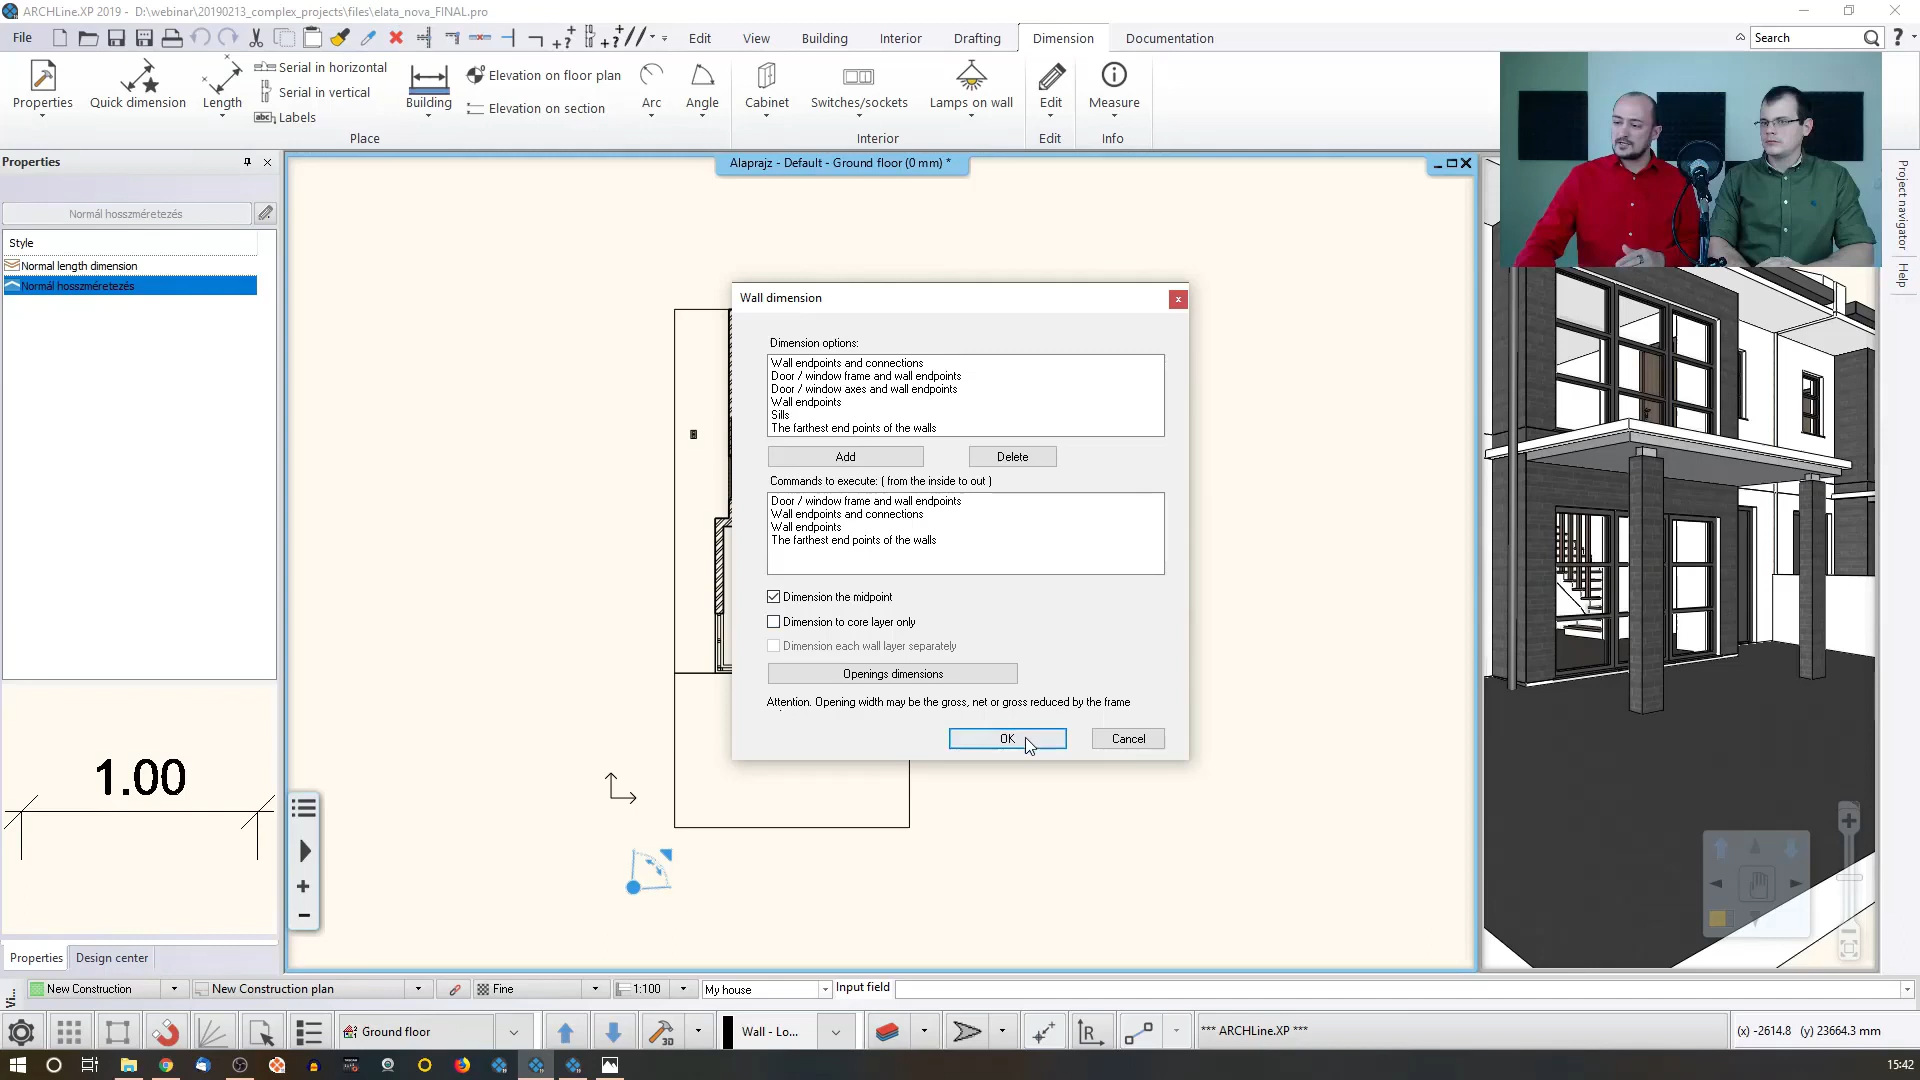 ARCHLine.XP 2019 - D:\webinar\20190213_complex_projects\files\elata_nova_FINAL.pro
File
Edit
View
Building
Interior
Drafting
Dimension
Documentation
Search
?
Properties
Quick dimension
Length
Serial in horizontal
Serial in vertical
abc Labels
Building
Elevation on floor plan
Elevation on section
Arc
Angle
Cabinet
Switches/sockets
Lamps on wall
Edit
Measure
Place
Interior
Edit
Info
Properties
Alaprajz - Default - Ground floor (0 mm) *
Project navigator
Help
Normál hosszméretezés
Style
Normal length dimension
Normál hosszméretezés
Wall dimension
Dimension options:
Wall endpoints and connections
Door / window frame and wall endpoints
Door / window axes and wall endpoints
Wall endpoints
Sills
The farthest end points of the walls
Add
Delete
Commands to execute: ( from the inside to out )
Door / window frame and wall endpoints
Wall endpoints and connections
Wall endpoints
The farthest end points of the walls
Dimension the midpoint
Dimension to core layer only
Dimension each wall layer separately
Openings dimensions
Attention. Opening width may be the gross, net or gross reduced by the frame
OK
Cancel
1.00
Properties
Design center
Vi...
New Construction
New Construction plan
Fine
1:100
My house
Input field
Ground floor
3D
Wall - Lo...
R
*** ARCHLine.XP ***
(x) -2614.8 (y) 23664.3 mm
15:42